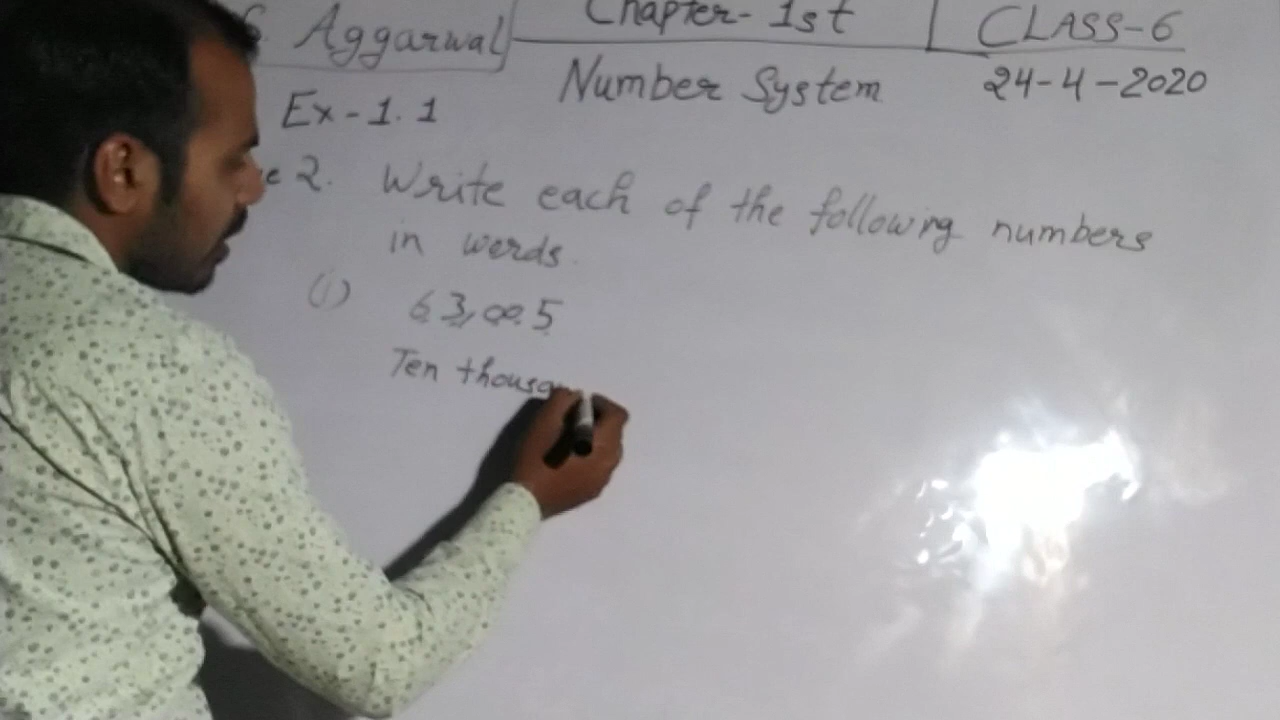 Aggarwal
Chapter- 1st
CLASS-6
Number System
24-4-2020
Ex-1.1
2. Write each of the following numbers
in words.
(i) 63,005
Ten